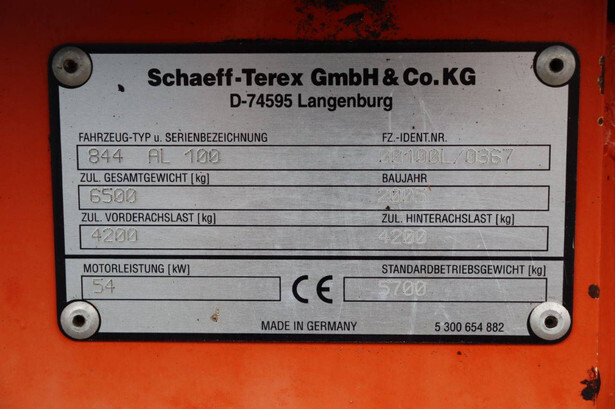 Schaeff-Terex GmbH & Co. KG
D-74595 Langenburg
FAHRZEUG-TYP u. SERIENBEZEICHNUNG FZ.-IDENT.NR.
844 AL 100
ZUL. GESAMTGEWICHT [kg] BAUJAHR
6500
ZUL. VORDERACHSLAST [kg] ZUL. HINTERACHSLAST [kg]
4200 4200
MOTORLEISTUNG [kW] STANDARDBETRIEBSGEWICHT [kg]
54 CE 5700
MADE IN GERMANY 5 300 654 882